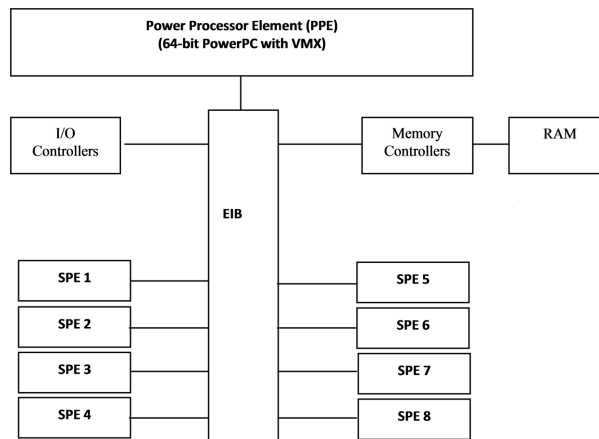 Power Processor Element (PPE)
(64-bit PowerPC with VMX)
I/O
Controllers
Memory
Controllers
RAM
EIB
SPE 1
SPE 5
SPE 2
SPE 6
SPE 3
SPE 7
SPE 4
SPE 8